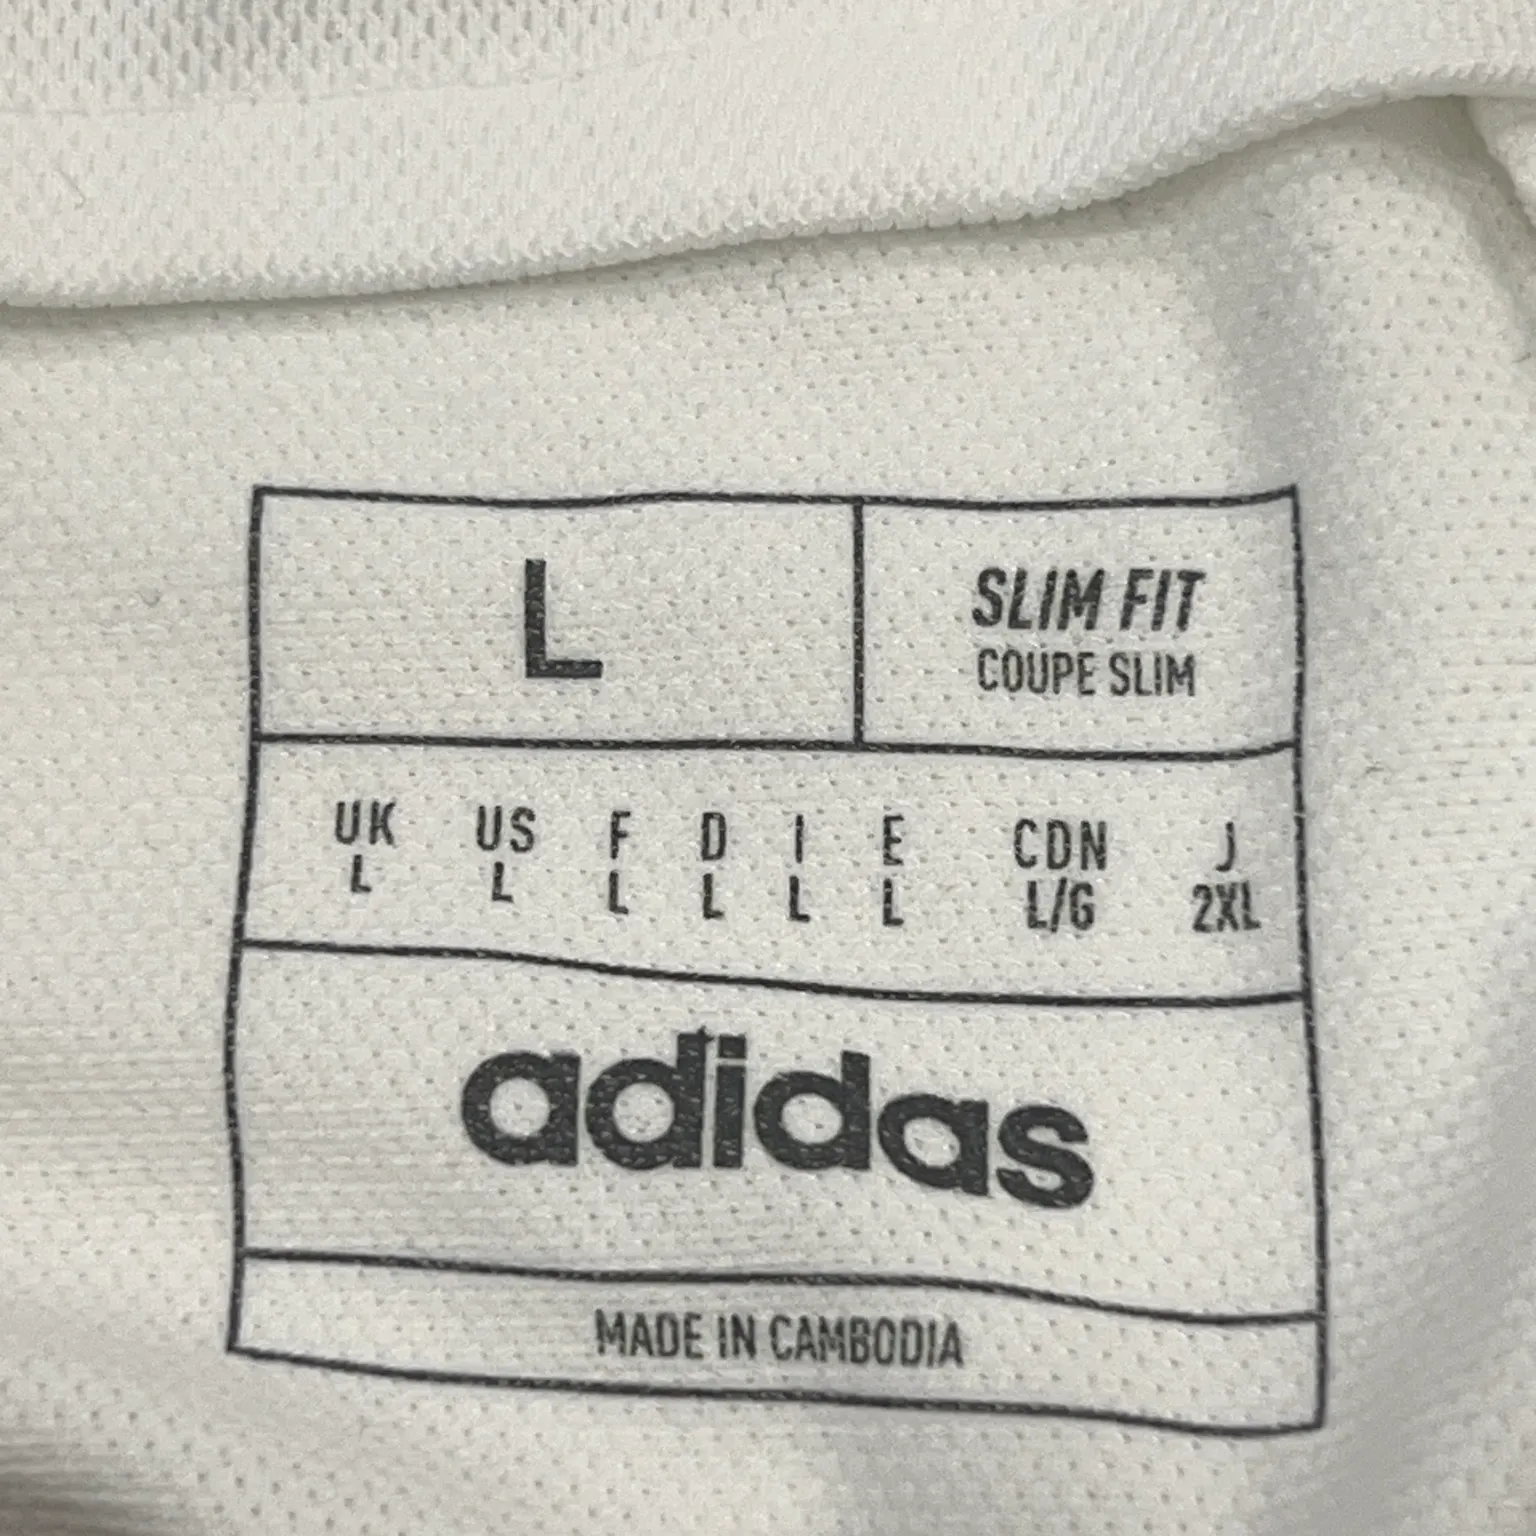 L
SLIM FIT
COUPE SLIM
UK US F D I E CDN J
L L L L L L L/G 2XL
adidas
MADE IN CAMBODIA